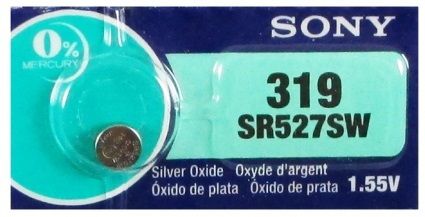 SONY
0%
MERCURY
319
SR527SW
Silver Oxide Oxyde d'argent
Óxido de plata Óxido de prata 1.55V